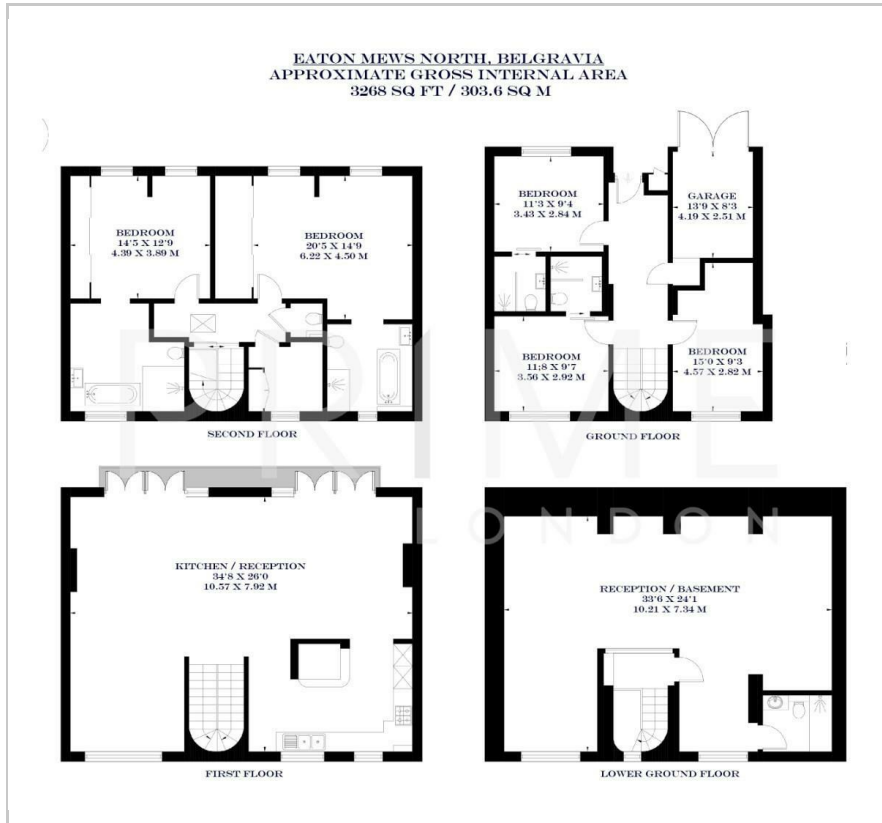 EATON MEWS NORTH, BELGRAVIA
APPROXIMATE GROSS INTERNAL AREA
3268 SQ FT / 303.6 SQ M
BEDROOM
14'5 X 12'9
4.39 X 3.89 M
BEDROOM
20'5 X 14'9
6.22 X 4.50 M
SECOND FLOOR
BEDROOM
11'3 X 9'4
3.43 X 2.84 M
GARAGE
13'9 X 8'3
4.19 X 2.51 M
BEDROOM
11;8 X 9'7
3.56 X 2.92 M
BEDROOM
15'0 X 9'3
4.57 X 2.82 M
GROUND FLOOR
PRIME
LONDON
KITCHEN / RECEPTION
34'8 X 26'0
10.57 X 7.92 M
FIRST FLOOR
RECEPTION / BASEMENT
33'6 X 24'1
10.21 X 7.34 M
LOWER GROUND FLOOR